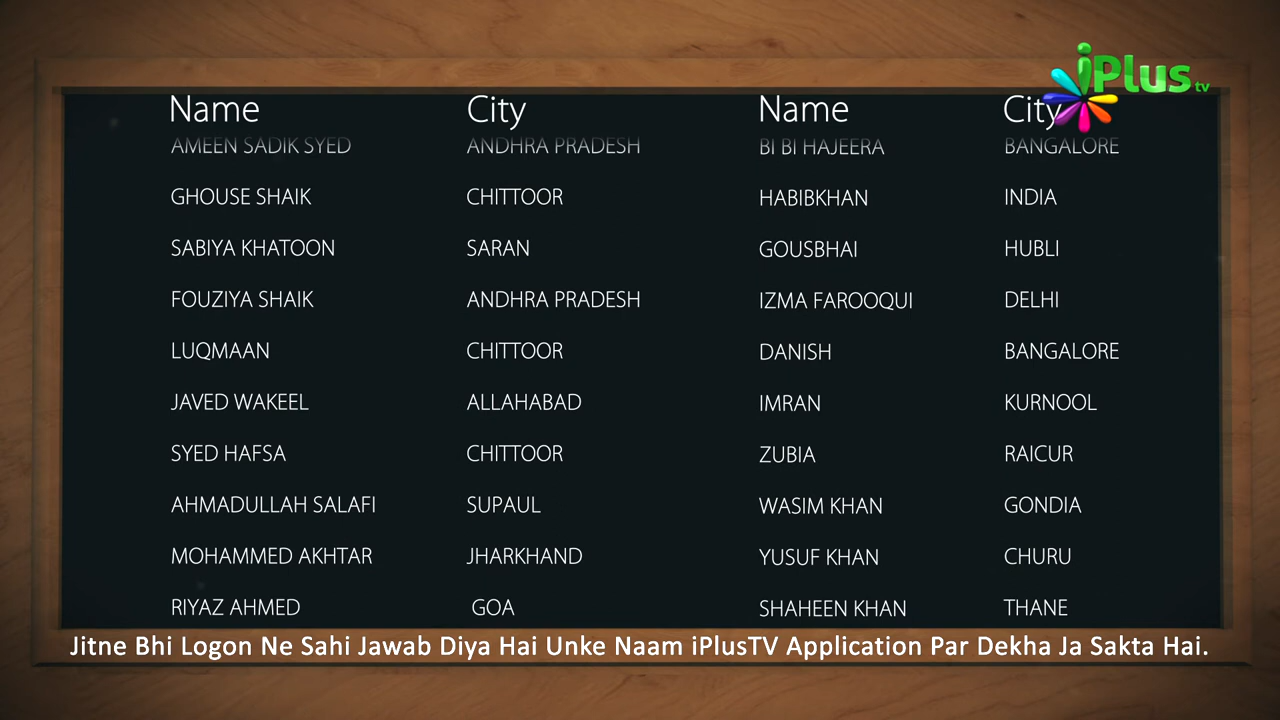 iPlus tv
Name City Name City
AMEEN SADIK SYED ANDHRA PRADESH BI BI HAJEERA BANGALORE
GHOUSE SHAIK CHITTOOR HABIBKHAN INDIA
SABIYA KHATOON SARAN GOUSBHAI HUBLI
FOUZIYA SHAIK ANDHRA PRADESH IZMA FAROOQUI DELHI
LUQMAAN CHITTOOR DANISH BANGALORE
JAVED WAKEEL ALLAHABAD IMRAN KURNOOL
SYED HAFSA CHITTOOR ZUBIA RAICUR
AHMADULLAH SALAFI SUPAUL WASIM KHAN GONDIA
MOHAMMED AKHTAR JHARKHAND YUSUF KHAN CHURU
RIYAZ AHMED GOA SHAHEEN KHAN THANE
Jitne Bhi Logon Ne Sahi Jawab Diya Hai Unke Naam iPlusTV Application Par Dekha Ja Sakta Hai.